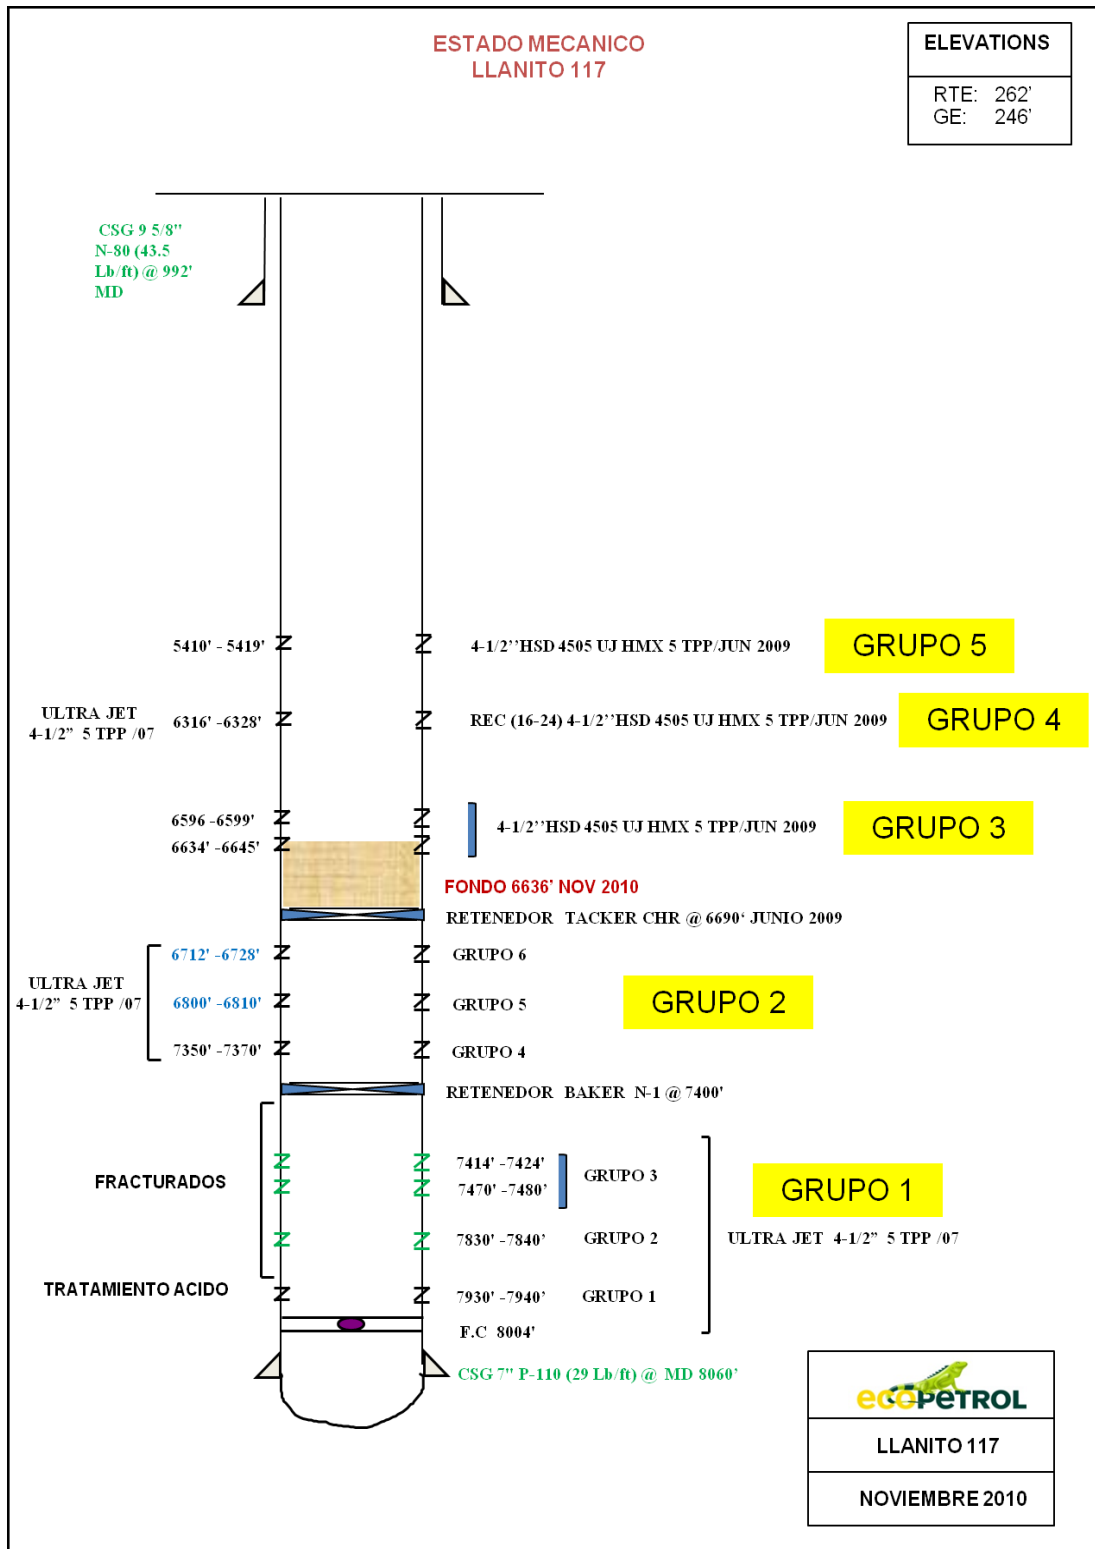 ESTADO MECANICO
LLANITO 117
ELEVATIONS
RTE: 262'
GE: 246'
CSG 9 5/8"
N-80 (43.5
Lb/ft) @ 992'
MD
5410' - 5419'
4-1/2’’HSD 4505 UJ HMX 5 TPP/JUN 2009
GRUPO 5
ULTRA JET
4-1/2” 5 TPP /07
6316' -6328'
REC (16-24) 4-1/2’’HSD 4505 UJ HMX 5 TPP/JUN 2009
GRUPO 4
6596 -6599'
6634' -6645'
4-1/2’’HSD 4505 UJ HMX 5 TPP/JUN 2009
GRUPO 3
FONDO 6636’ NOV 2010
RETENEDOR TACKER CHR @ 6690‘ JUNIO 2009
ULTRA JET
4-1/2” 5 TPP /07
6712' -6728'
GRUPO 6
6800' -6810'
GRUPO 5
7350' -7370'
GRUPO 4
GRUPO 2
RETENEDOR BAKER N-1 @ 7400'
FRACTURADOS
7414' -7424'
7470' -7480’
GRUPO 3
7830' -7840’
GRUPO 2
TRATAMIENTO ACIDO
7930' -7940’
GRUPO 1
GRUPO 1
ULTRA JET 4-1/2” 5 TPP /07
F.C 8004'
CSG 7" P-110 (29 Lb/ft) @ MD 8060’
ecoPETROL
LLANITO 117
NOVIEMBRE 2010